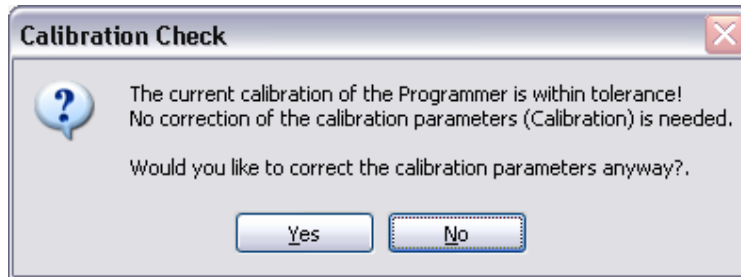 Calibration Check
The current calibration of the Programmer is within tolerance!
No correction of the calibration parameters (Calibration) is needed.
Would you like to correct the calibration parameters anyway?.
Yes
No